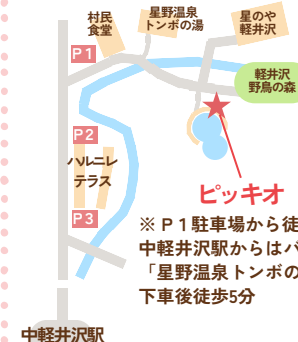 村民
食堂
星野温泉
トンボの湯
星のや
軽井沢
P1
軽井沢
野鳥の森
P2
ハルニレ
テラス
P3
ピッキオ
※P1駐車場から徒
中軽井沢駅からはバ
「星野温泉トンボの
下車後徒歩5分
中軽井沢駅